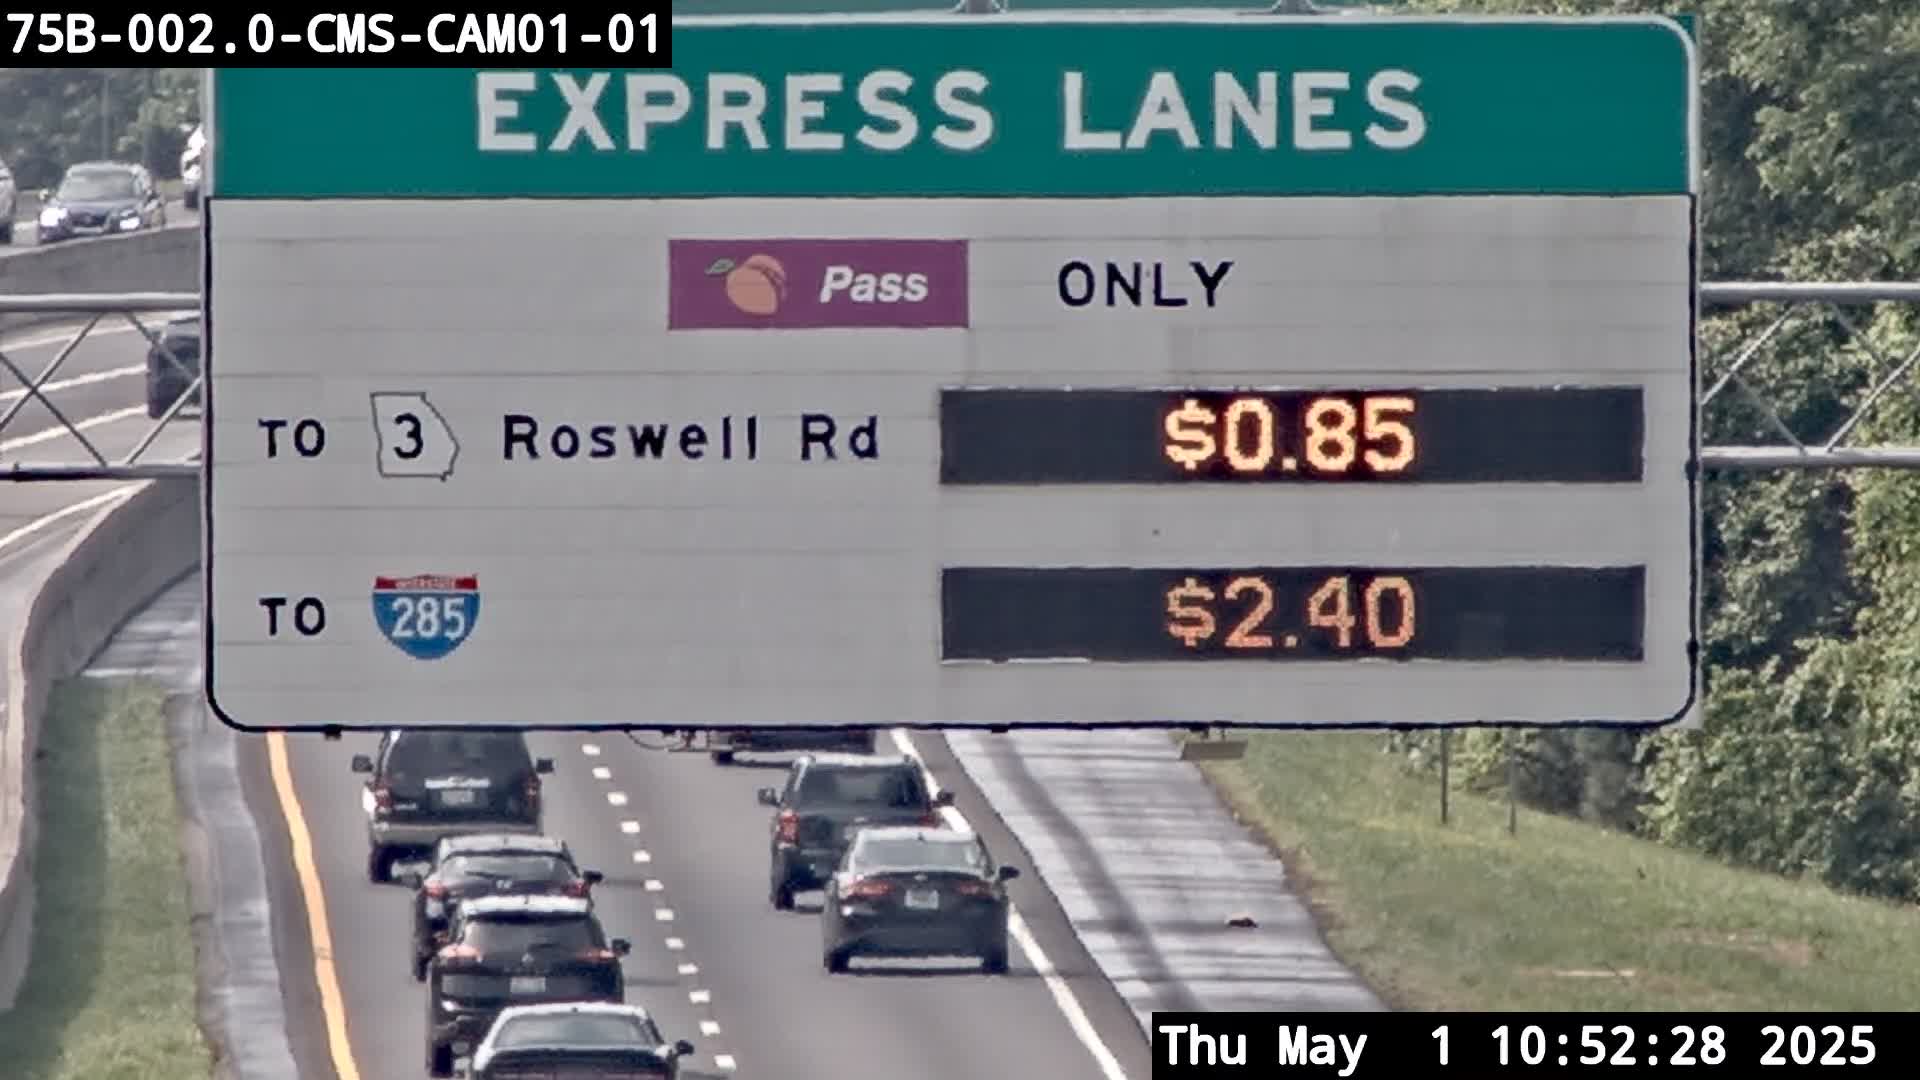 75B-002.0-CMS-CAM01-01
EXPRESS LANES
Pass ONLY
TO 3 Roswell Rd $0.85
TO INTERSTATE 285 $2.40
Thu May 1 10:52:28 2025